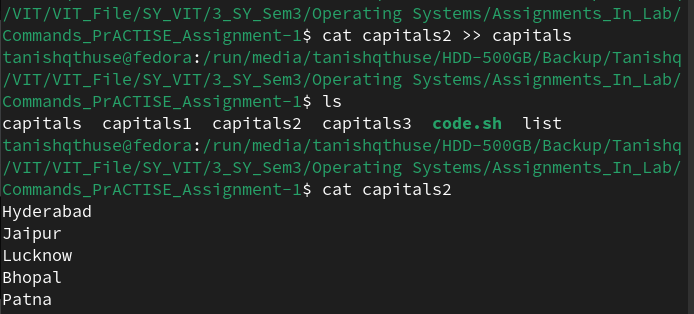 /VIT/VIT_File/SY_VIT/3_SY_Sem3/Operating Systems/Assignments_In_Lab/
Commands_PrACTISE_Assignment-1$ cat capitals2 >> capitals
tanishqthuse@fedora:/run/media/tanishqthuse/HDD-500GB/Backup/Tanishq
/VIT/VIT_File/SY_VIT/3_SY_Sem3/Operating Systems/Assignments_In_Lab/
Commands_PrACTISE_Assignment-1$ ls
capitals  capitals1  capitals2  capitals3  code.sh  list
tanishqthuse@fedora:/run/media/tanishqthuse/HDD-500GB/Backup/Tanishq
/VIT/VIT_File/SY_VIT/3_SY_Sem3/Operating Systems/Assignments_In_Lab/
Commands_PrACTISE_Assignment-1$ cat capitals2
Hyderabad
Jaipur
Lucknow
Bhopal
Patna